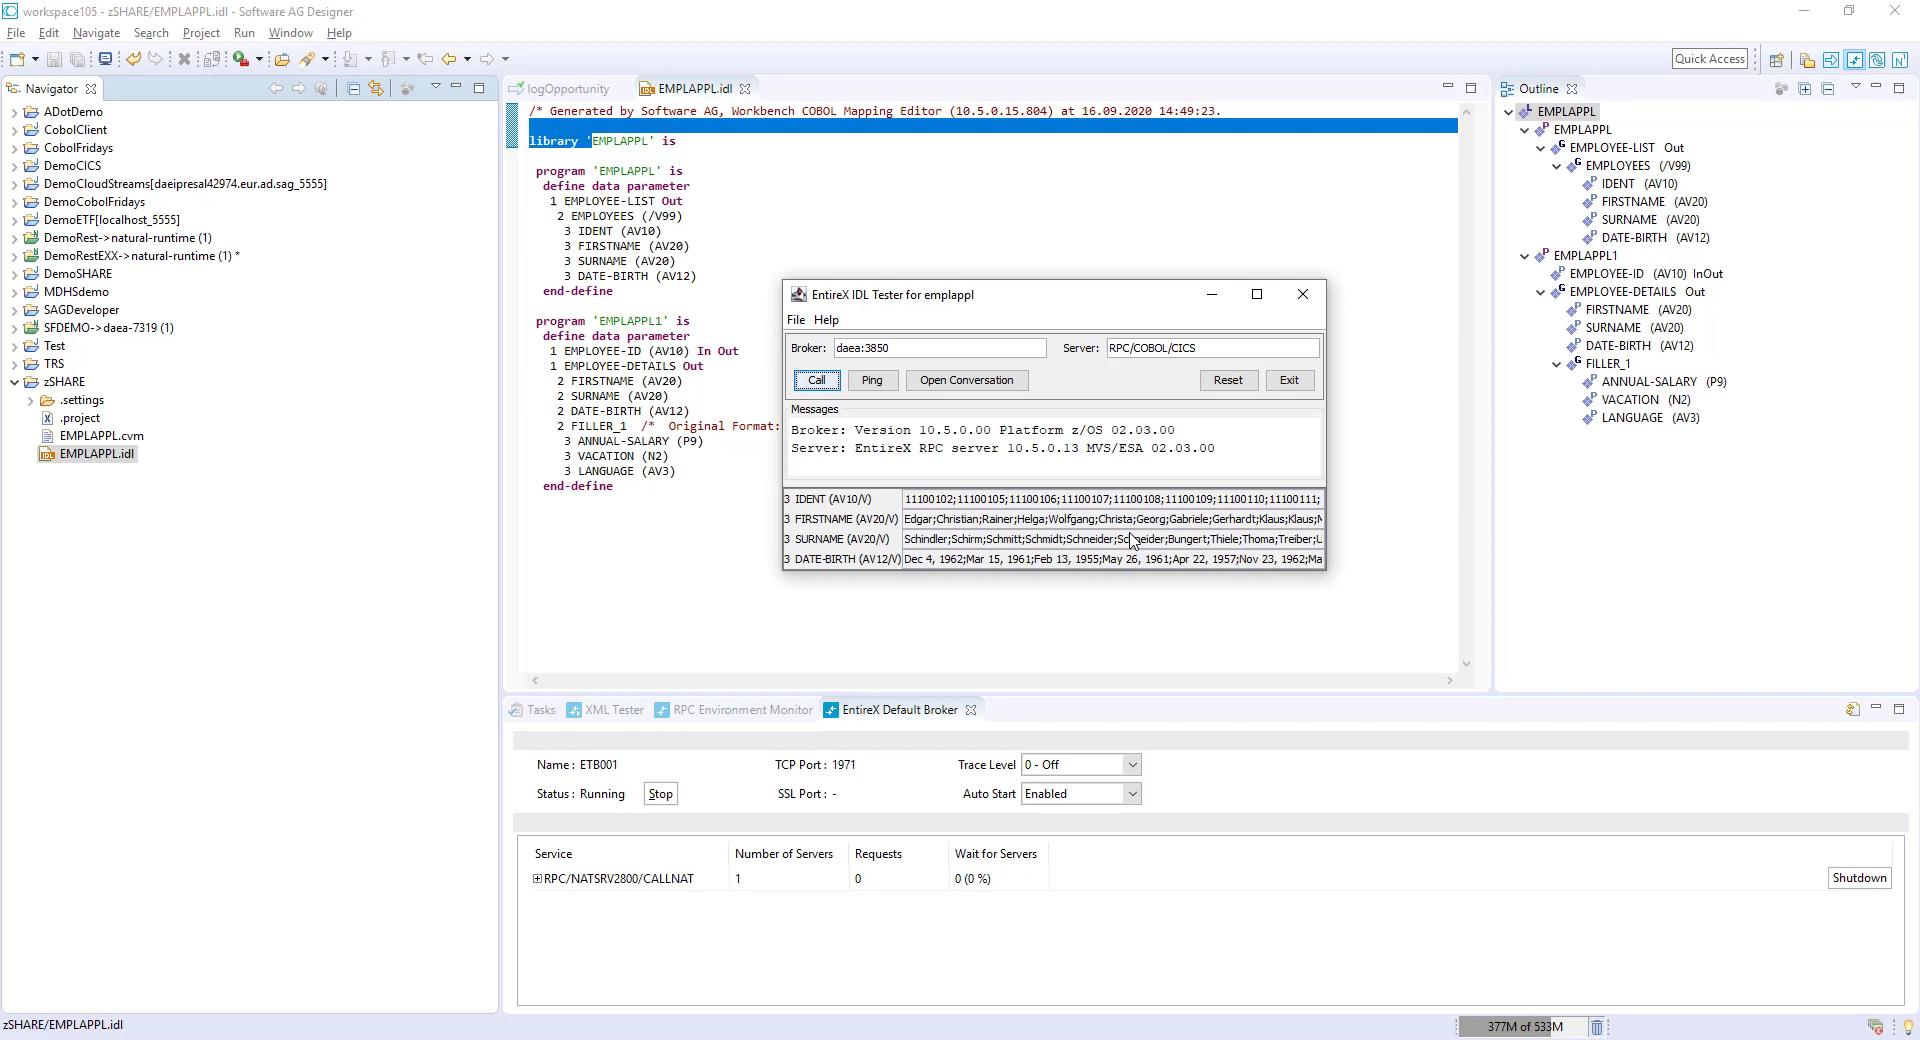 workspace105 - zSHARE/EMPLAPPL.idl - Software AG Designer
File Edit Navigate Search Project Run Window Help
Quick Access
Navigator
ADotDemo
CobolClient
CobolFridays
DemoCICS
DemoCloudStreams[daeipresal42974.eur.ad.sag_5555]
DemoCobolFridays
DemoETF[localhost_5555]
DemoRest->natural-runtime (1)
DemoRestEXX->natural-runtime (1) *
DemoSHARE
MDHSdemo
SAGDeveloper
SFDEMO->daea-7319 (1)
Test
TRS
zSHARE
.settings
.project
EMPLAPPL.cvm
EMPLAPPL.idl
logOpportunity EMPLAPPL.idl
/* Generated by Software AG, Workbench COBOL Mapping Editor (10.5.0.15.804) at 16.09.2020 14:49:23.
library 'EMPLAPPL' is
program 'EMPLAPPL' is
define data parameter
1 EMPLOYEE-LIST Out
2 EMPLOYEES (/V99)
3 IDENT (AV10)
3 FIRSTNAME (AV20)
3 SURNAME (AV20)
3 DATE-BIRTH (AV12)
end-define
program 'EMPLAPPL1' is
define data parameter
1 EMPLOYEE-ID (AV10) In Out
1 EMPLOYEE-DETAILS Out
2 FIRSTNAME (AV20)
2 SURNAME (AV20)
2 DATE-BIRTH (AV12)
2 FILLER_1 /* Original Format:
3 ANNUAL-SALARY (P9)
3 VACATION (N2)
3 LANGUAGE (AV3)
end-define
EntireX IDL Tester for emplappl
File Help
Broker: daea:3850 Server: RPC/COBOL/CICS
Call Ping Open Conversation Reset Exit
Messages
Broker: Version 10.5.0.00 Platform z/OS 02.03.00
Server: EntireX RPC server 10.5.0.13 MVS/ESA 02.03.00
3 IDENT (AV10/V) 11100102;11100105;11100106;11100107;11100108;11100109;11100110;11100111;
3 FIRSTNAME (AV20/V) Edgar;Christian;Rainer;Helga;Wolfgang;Christa;Georg;Gabriele;Gerhardt;Klaus;Klaus;
3 SURNAME (AV20/V) Schindler;Schirm;Schmitt;Schmidt;Schneider;Schneider;Bungert;Thiele;Thoma;Treiber;
3 DATE-BIRTH (AV12/V) Dec 4, 1962;Mar 15, 1961;Feb 13, 1955;May 26, 1961;Apr 22, 1957;Nov 23, 1962;Ma
Outline
EMPLAPPL
EMPLAPPL
EMPLOYEE-LIST Out
EMPLOYEES (/V99)
IDENT (AV10)
FIRSTNAME (AV20)
SURNAME (AV20)
DATE-BIRTH (AV12)
EMPLAPPL1
EMPLOYEE-ID (AV10) InOut
EMPLOYEE-DETAILS Out
FIRSTNAME (AV20)
SURNAME (AV20)
DATE-BIRTH (AV12)
FILLER_1
ANNUAL-SALARY (P9)
VACATION (N2)
LANGUAGE (AV3)
Tasks XML Tester RPC Environment Monitor EntireX Default Broker
Name : ETB001 TCP Port : 1971 Trace Level 0 - Off
Status : Running Stop SSL Port : - Auto Start Enabled
Service Number of Servers Requests Wait for Servers
RPC/NATSRV2800/CALLNAT 1 0 0 (0 %) Shutdown
zSHARE/EMPLAPPL.idl 377M of 533M